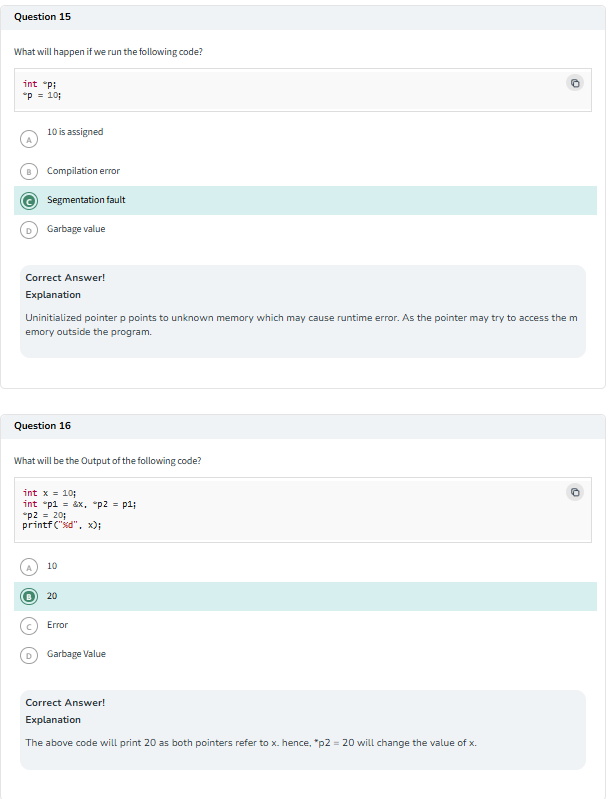 Question 15
What will happen if we run the following code?
int *p;
*p = 10;
A 10 is assigned
B Compilation error
C Segmentation fault
D Garbage value
Correct Answer!
Explanation
Uninitialized pointer p points to unknown memory which may cause runtime error. As the pointer may try to access the m
emory outside the program.
Question 16
What will be the Output of the following code?
int x = 10;
int *p1 = &x, *p2 = p1;
*p2 = 20;
printf("%d", x);
A 10
B 20
C Error
D Garbage Value
Correct Answer!
Explanation
The above code will print 20 as both pointers refer to x. hence, *p2 = 20 will change the value of x.